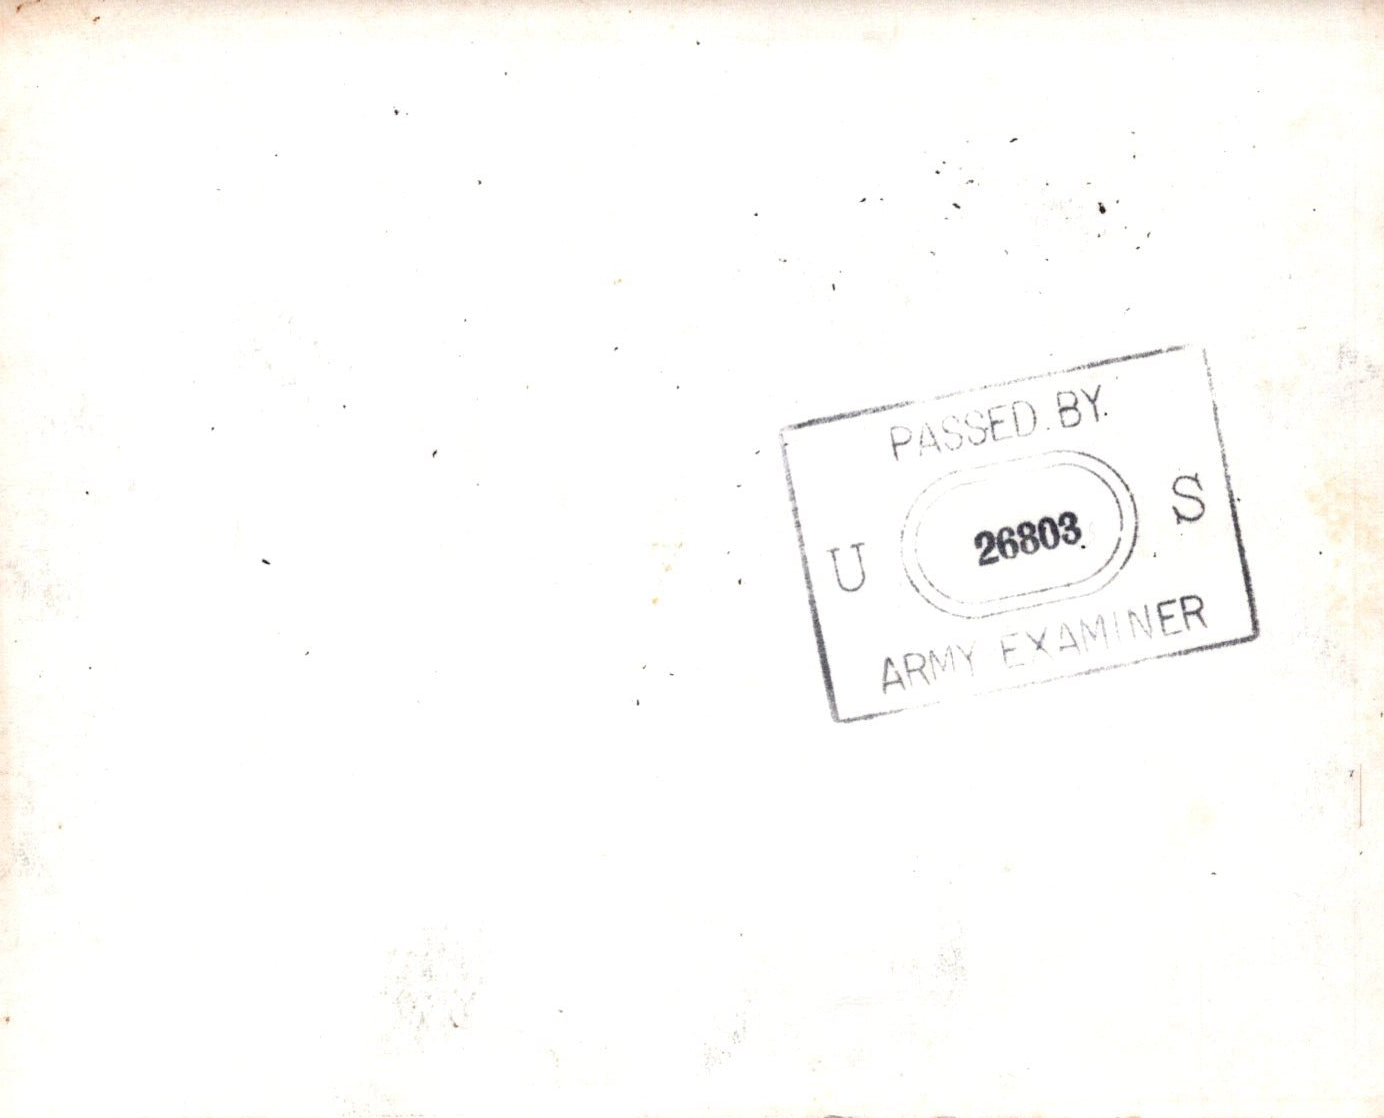 PASSED BY.
U 26803 S
ARMY EXAMINER